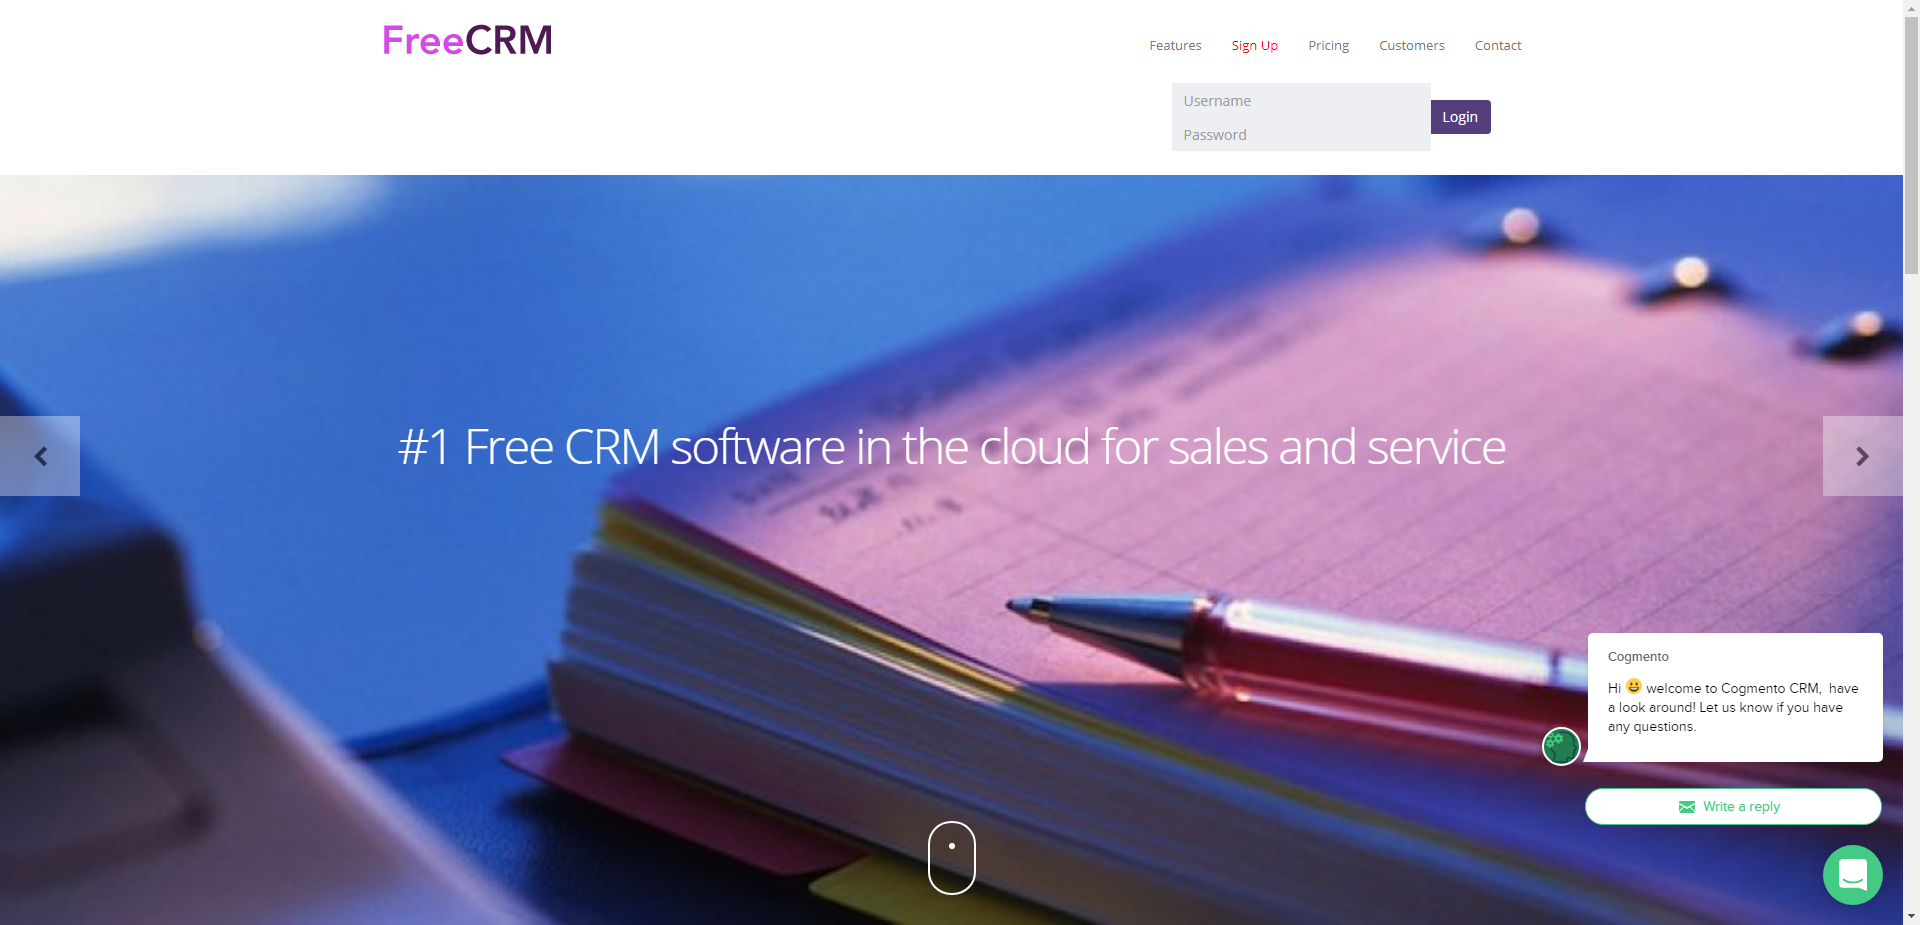 FreeCRM
Features Sign Up Pricing Customers Contact
Username
Login
Password
#1 Free CRM software in the cloud for sales and service
Cogmento
Hi 😀 welcome to Cogmento CRM, have
a look around! Let us know if you have
any questions.
Write a reply